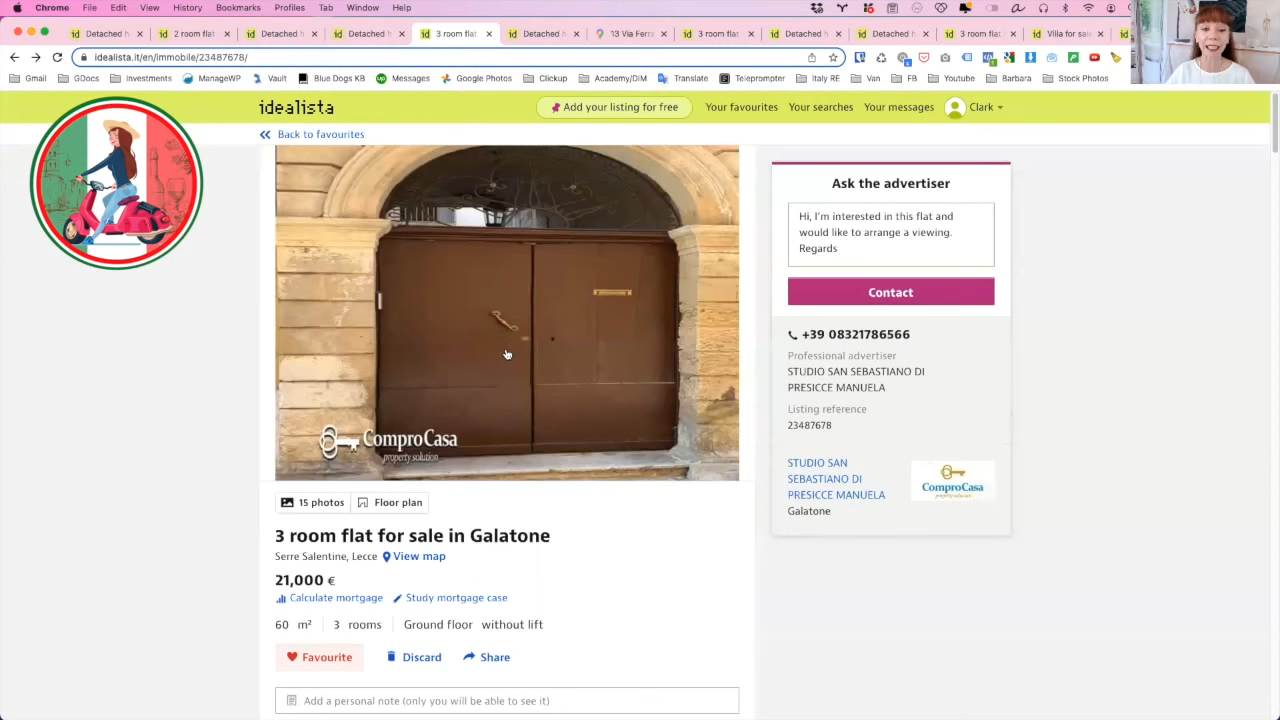 Chrome File Edit View History Bookmarks Profiles Tab Window Help
Detached h 2 room flat Detached h Detached h 3 room flat Detached h 13 Via Ferra 3 room flat Detached h Detached h 3 room flat Villa for sale
idealista.it/en/immobile/23487678/
Gmail GDocs Investments ManageWP Vault Blue Dogs KB Messages Google Photos Clickup Academy/DIM Translate Teleprompter Italy RE Van FB Youtube Barbara Stock Photos
idealista Add your listing for free Your favourites Your searches Your messages Clark
Back to favourites
ComproCasa
property solution
15 photos Floor plan
3 room flat for sale in Galatone
Serre Salentine, Lecce View map
21,000 €
Calculate mortgage Study mortgage case
60 m² 3 rooms Ground floor without lift
Favourite Discard Share
Add a personal note (only you will be able to see it)
Ask the advertiser
Hi, I'm interested in this flat and
would like to arrange a viewing.
Regards
Contact
+39 08321786566
Professional advertiser
STUDIO SAN SEBASTIANO DI
PRESICCE MANUELA
Listing reference
23487678
STUDIO SAN
SEBASTIANO DI
PRESICCE MANUELA
Galatone
ComproCasa